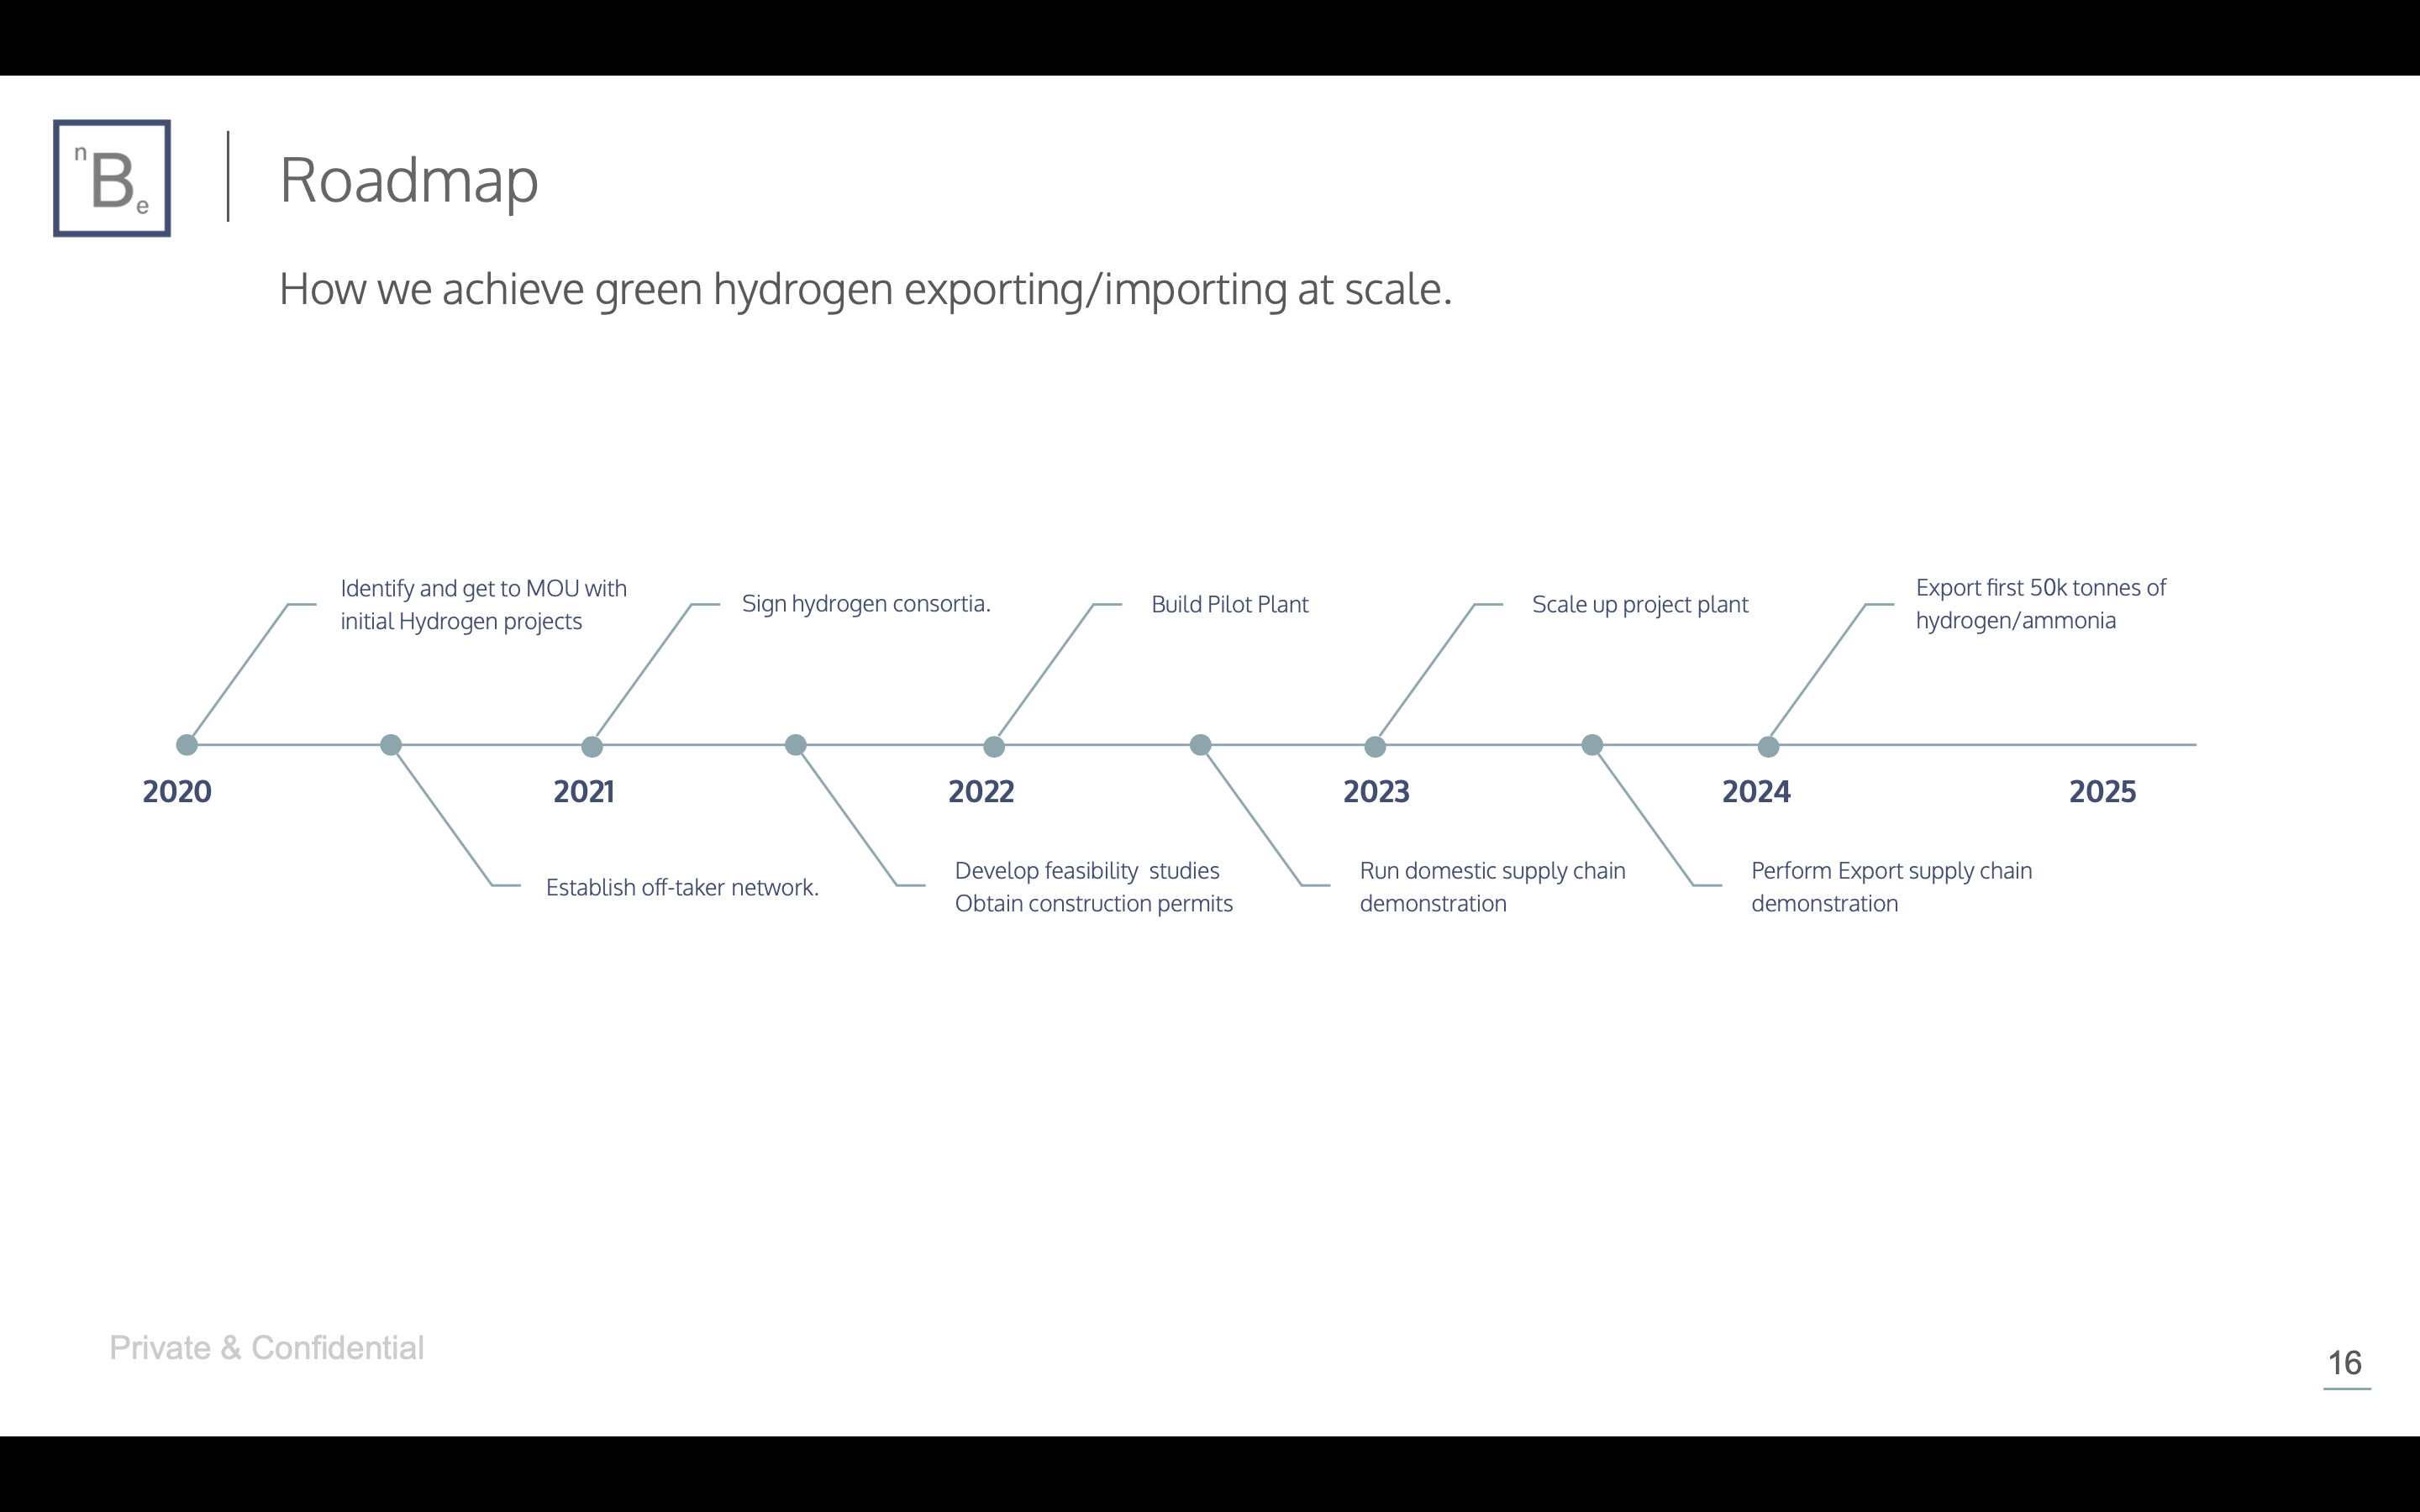 nBe
Roadmap
How we achieve green hydrogen exporting/importing at scale.
Identify and get to MOU with
initial Hydrogen projects
Sign hydrogen consortia.
Build Pilot Plant
Scale up project plant
Export first 50k tonnes of
hydrogen/ammonia
2020
2021
2022
2023
2024
2025
Establish off-taker network.
Develop feasibility  studies
Obtain construction permits
Run domestic supply chain
demonstration
Perform Export supply chain
demonstration
Private & Confidential
16